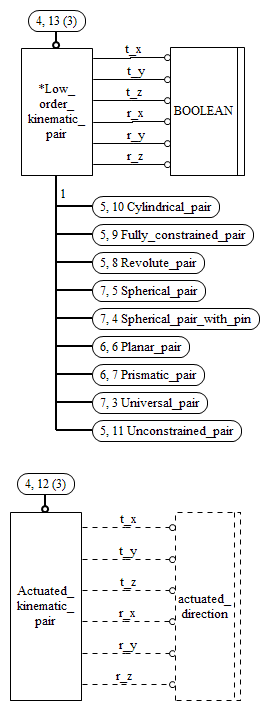 4, 13 (3)
t_x
t_y
*Low_
order_
kinematic_
pair
t_z
BOOLEAN
r_x
r_y
r_z
1
5, 10 Cylindrical_pair
5, 9 Fully_constrained_pair
5, 8 Revolute_pair
7, 5 Spherical_pair
7, 4 Spherical_pair_with_pin
6, 6 Planar_pair
6, 7 Prismatic_pair
7, 3 Universal_pair
5, 11 Unconstrained_pair
4, 12 (3)
t_x
t_y
t_z
Actuated_
kinematic_
pair
actuated_
direction
r_x
r_y
r_z